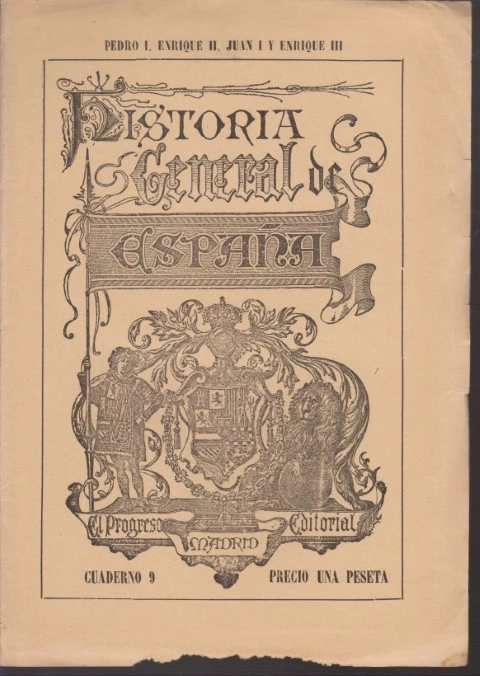 PEDRO I, ENRIQUE II, JUAN I Y ENRIQUE III
HISTORIA
General de
ESPAÑA
El Progreso Editorial
MADRID
CUADERNO 9 PRECIO UNA PESETA